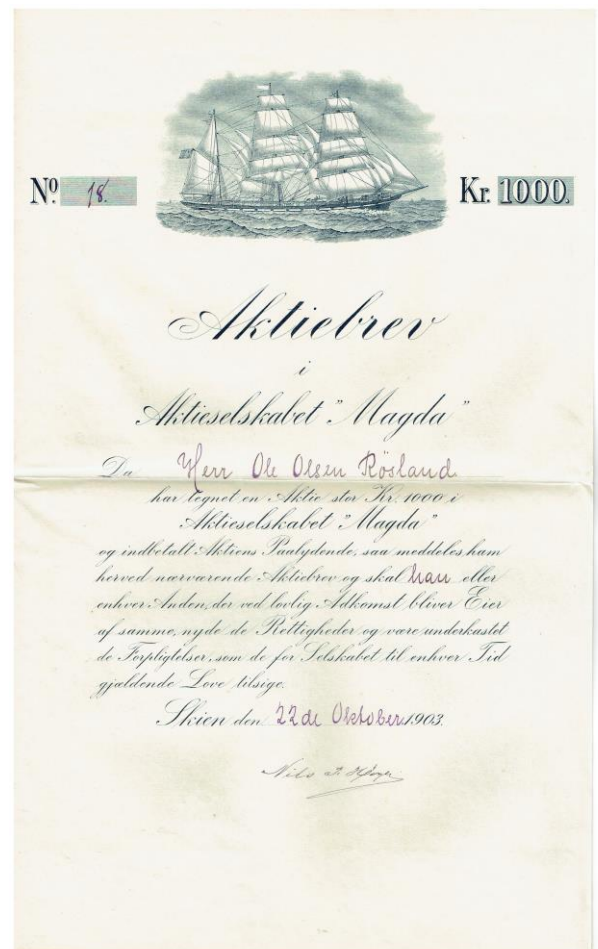 No. 18.
Kr. 1000.
Aktiebrev
i
Aktieselskabet "Magda"
Da Herr Ole Olsen Rösland
har tegnet en Aktie stor Kr. 1000 i
Aktieselskabet "Magda"
og indbetalt Aktiens Paalydende, saa meddeles ham
herved nærværende Aktiebrev og skal han eller
enhver Anden, der ved lovlig Adkomst bliver Eier
af samme, nyde de Rettigheder og være underkastet
de Forpligtelser, som de for Selskabet til enhver Tid
gjældende Love tilsige.
Skien den 22de Oktober 1903.
Nils